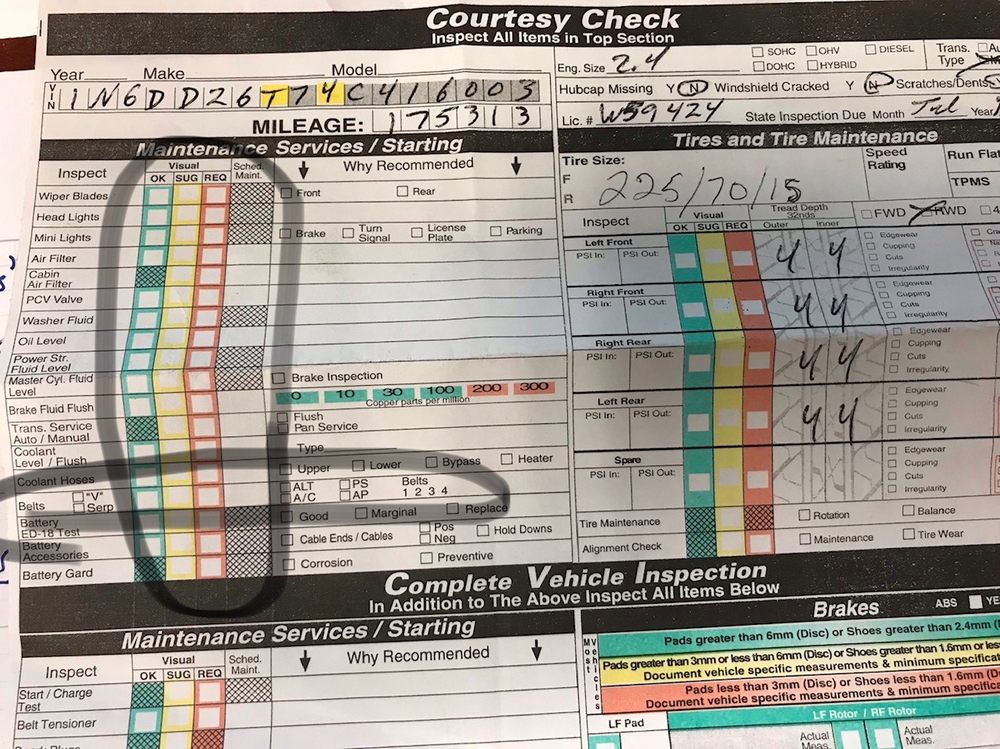 Courtesy Check
Inspect All Items in Top Section
Year Make Model
VIN 1N6DD26T74C416003
MILEAGE: 175313
Eng. Size 2.4 SOHC OHV DIESEL Trans.
DOHC HYBRID Type
Hubcap Missing Y N Windshield Cracked Y N Scratches/Dents
Lic. # W59424 State Inspection Due Month Jul Year
Maintenance Services / Starting
Inspect Visual Sched. Maint. Why Recommended
OK SUG REQ
Wiper Blades Front Rear
Head Lights
Mini Lights Brake Turn Signal License Plate Parking
Air Filter
Cabin Air Filter
PCV Valve
Washer Fluid
Oil Level
Power Str. Fluid Level
Master Cyl. Fluid Level Brake Inspection
0 10 30 100 200 300
Copper parts per million
Brake Fluid Flush Flush
Trans. Service Auto / Manual Pan Service
Coolant Level / Flush Type
Coolant Hoses Upper Lower Bypass Heater
Belts "V" Serp ALT A/C PS AP Belts 1 2 3 4
Battery ED-18 Test Good Marginal Replace
Battery Accessories Cable Ends / Cables Pos Neg Hold Downs
Battery Gard Corrosion Preventive
Tires and Tire Maintenance
Tire Size: Speed Rating Run Flat
F
R 225/70/15 TPMS
Inspect Visual Tread Depth 32nds FWD RWD 4
OK SUG REQ Outer Inner
Left Front 4 4 Edgewear
PSI In: PSI Out: Cupping
Cuts
Irregularity
Right Front 4 4 Edgewear
PSI In: PSI Out: Cupping
Cuts
Irregularity
Right Rear 4 4 Edgewear
PSI In: PSI Out: Cupping
Cuts
Irregularity
Left Rear 4 4 Edgewear
PSI In: PSI Out: Cupping
Cuts
Irregularity
Spare Edgewear
PSI In: PSI Out: Cupping
Cuts
Irregularity
Tire Maintenance Rotation Balance
Alignment Check Maintenance Tire Wear
Complete Vehicle Inspection
In Addition to The Above Inspect All Items Below
Maintenance Services / Starting
Inspect Visual Sched. Maint. Why Recommended
OK SUG REQ
Start / Charge Test
Belt Tensioner
Brakes ABS
Pads greater than 6mm (Disc) or Shoes greater than 2.4mm
Pads greater than 3mm or less than 6mm (Disc) or Shoes greater than 1.6mm or less
Document vehicle specific measurements & minimum
Pads less than 3mm (Disc) or Shoes less than 1.6mm
Document vehicle specific measurements & minimum
LF Pad LF Rotor / RF Rotor
Actual Meas. Actual Meas.